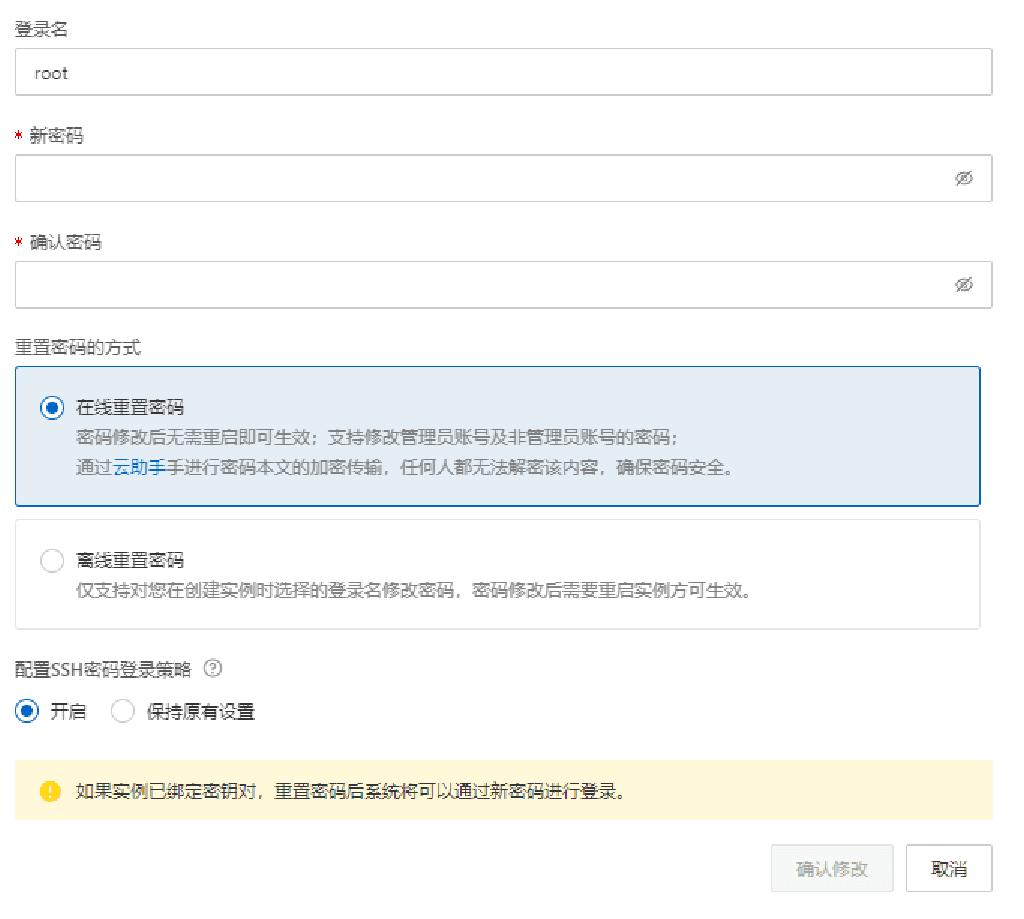 登录名
root
* 新密码
* 确认密码
重置密码的方式
在线重置密码
密码修改后无需重启即可生效；支持修改管理员账号及非管理员账号的密码；
通过云助手手进行密码本文的加密传输，任何人都无法解密该内容，确保密码安全。
离线重置密码
仅支持对您在创建实例时选择的登录名修改密码，密码修改后需要重启实例方可生效。
配置SSH密码登录策略
开启 保持原有设置
如果实例已绑定密钥对，重置密码后系统将可以通过新密码进行登录。
确认修改 取消